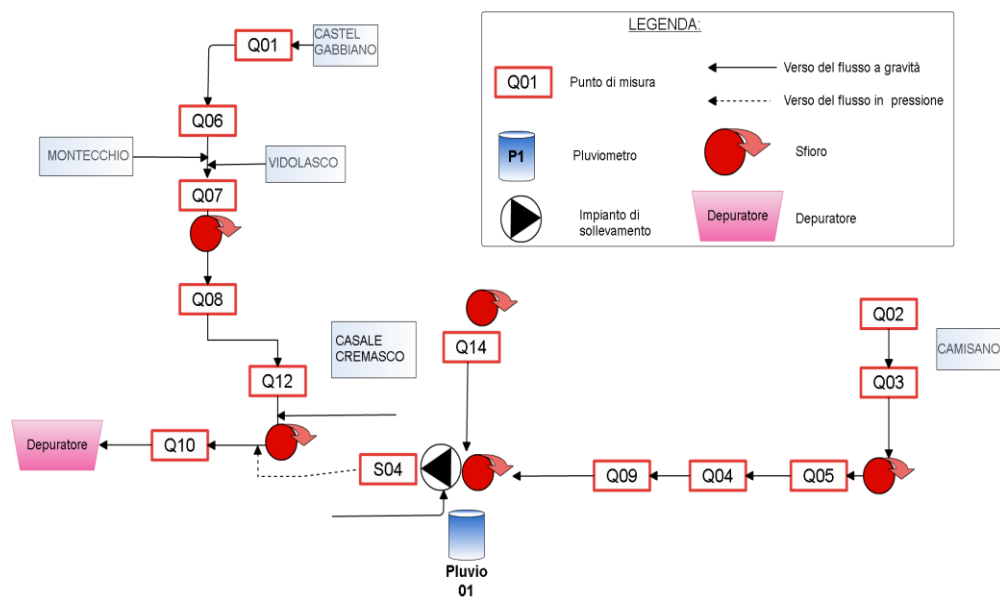 LEGENDA:
Q01
Punto di misura
Verso del flusso a gravità
Verso del flusso in pressione
P1
Pluviometro
Sfioro
Impianto di
sollevamento
Depuratore
Depuratore
Q01
CASTEL
GABBIANO
Q06
MONTECCHIO
VIDOLASCO
Q07
Q08
Q12
CASALE
CREMASCO
Q14
Q02
CAMISANO
Q03
Depuratore
Q10
S04
Q09
Q04
Q05
Pluvio
01